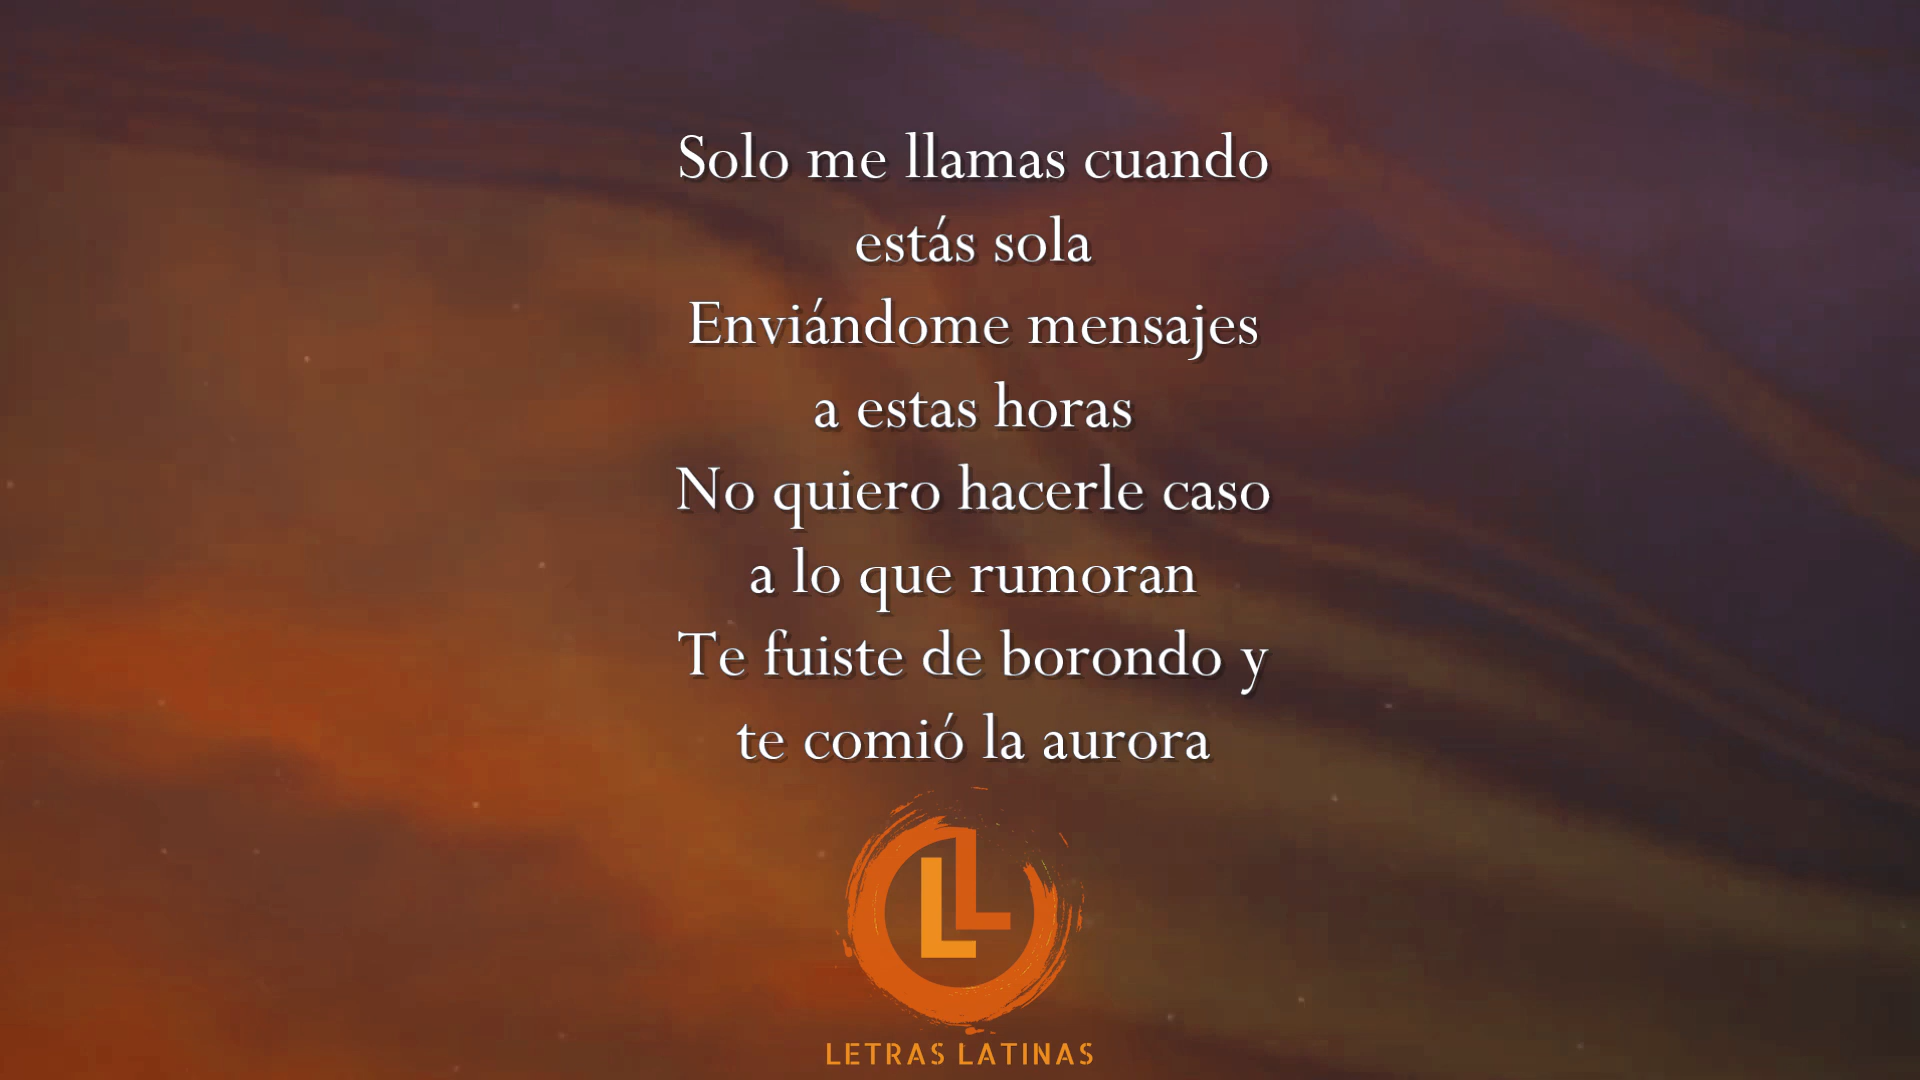 Solo me llamas cuando
estás sola
Enviándome mensajes
a estas horas
No quiero hacerle caso
a lo que rumoran
Te fuiste de borondo y
te comió la aurora
LL
LETRAS LATINAS